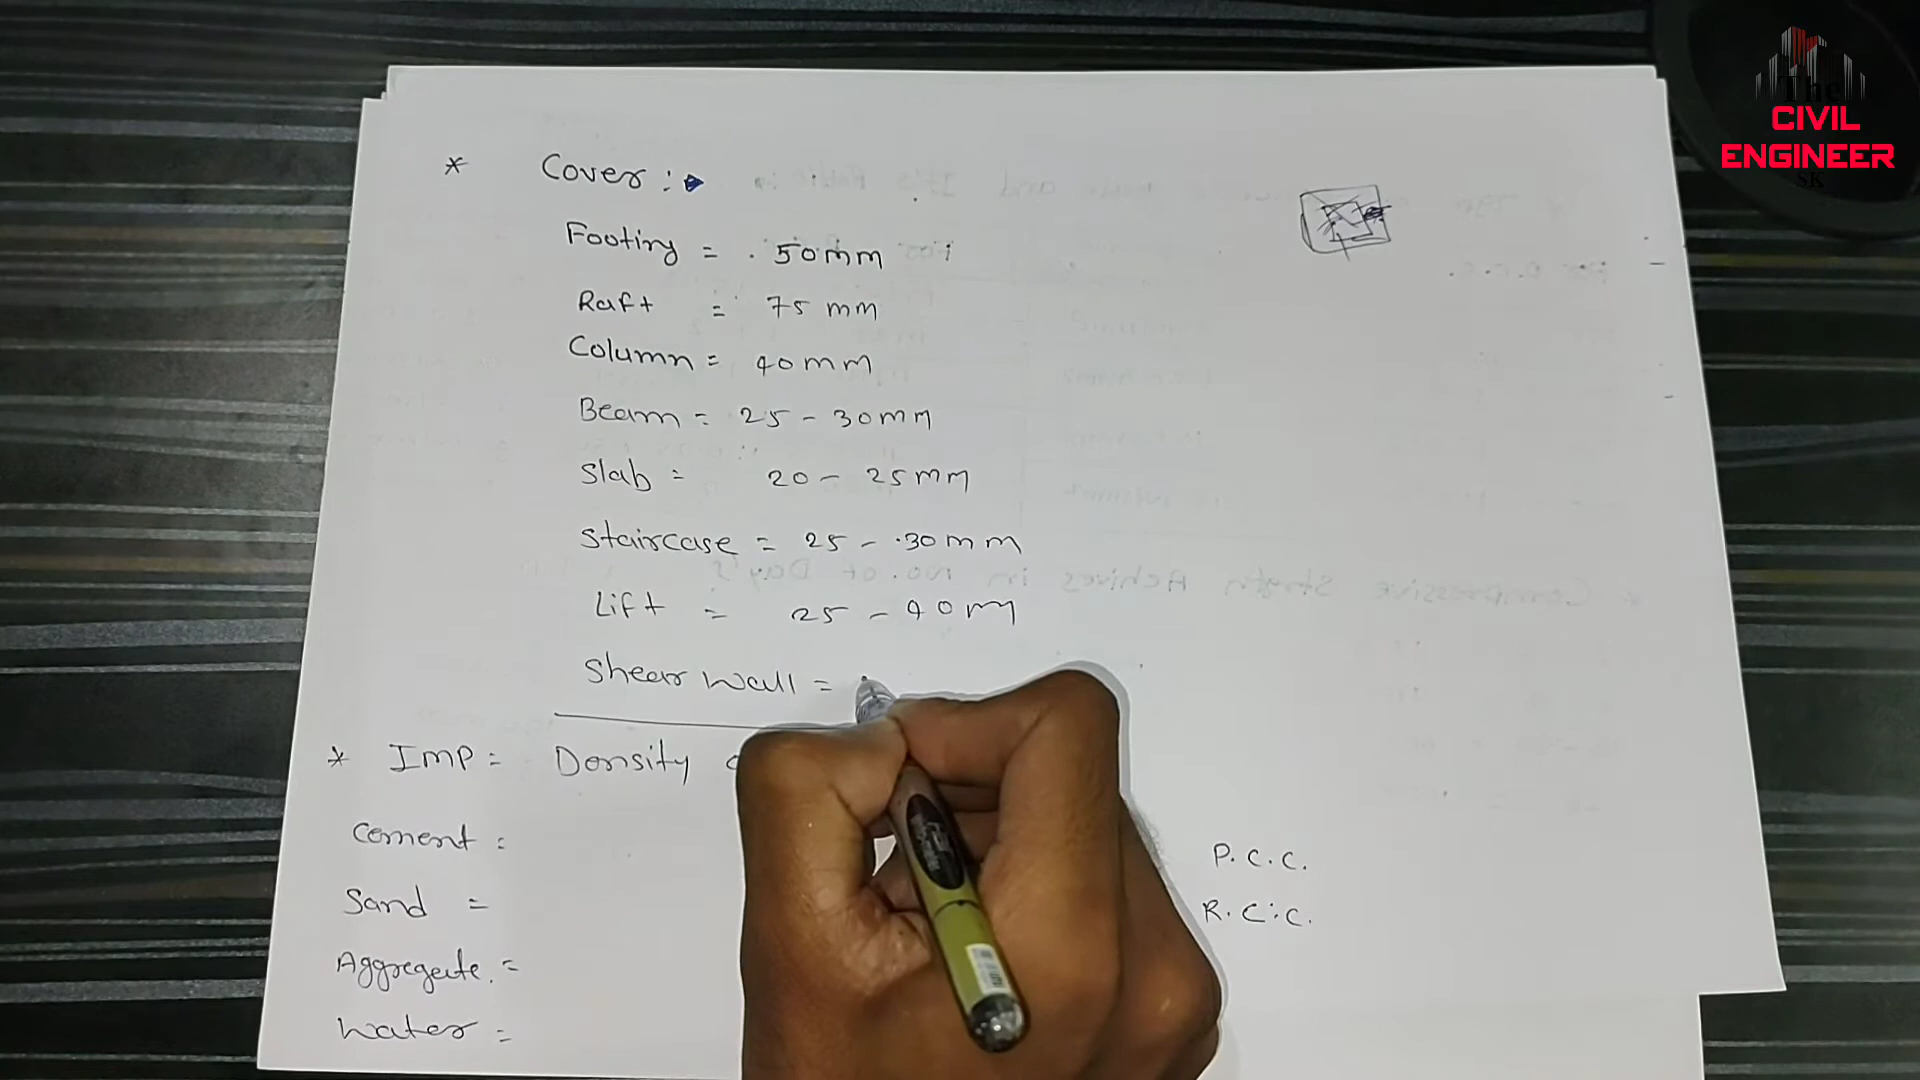 * Cover :
Footing = 50mm
Raft = 75 mm
Column = 40mm
Beam = 25 - 30mm
Slab = 20 - 25mm
Staircase = 25 - 30mm
Lift = 25 - 40m
Shear wall =
* IMP = Density
Cement =
Sand =
Aggregate =
Water =
P.C.C.
R.C.C.
The
CIVIL
ENGINEER
SK